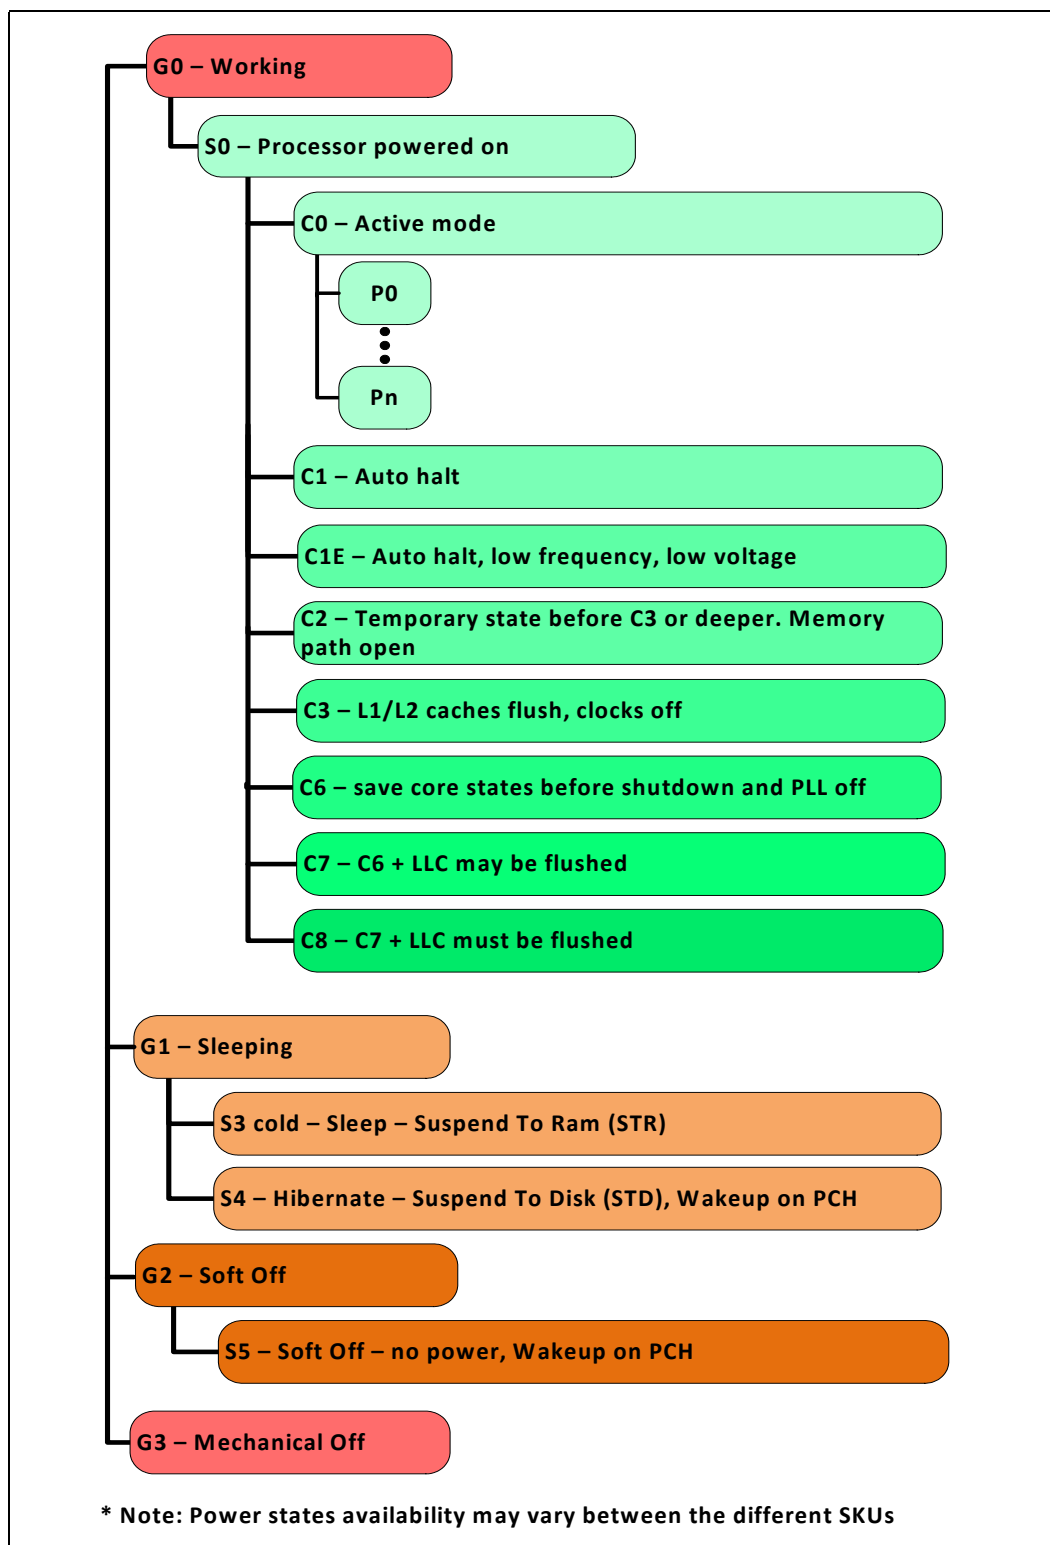 G0 – Working
S0 – Processor powered on
C0 – Active mode
P0
Pn
C1 – Auto halt
C1E – Auto halt, low frequency, low voltage
C2 – Temporary state before C3 or deeper. Memory
path open
C3 – L1/L2 caches flush, clocks off
C6 – save core states before shutdown and PLL off
C7 – C6 + LLC may be flushed
C8 – C7 + LLC must be flushed
G1 – Sleeping
S3 cold – Sleep – Suspend To Ram (STR)
S4 – Hibernate – Suspend To Disk (STD), Wakeup on PCH
G2 – Soft Off
S5 – Soft Off – no power, Wakeup on PCH
G3 – Mechanical Off
* Note: Power states availability may vary between the different SKUs